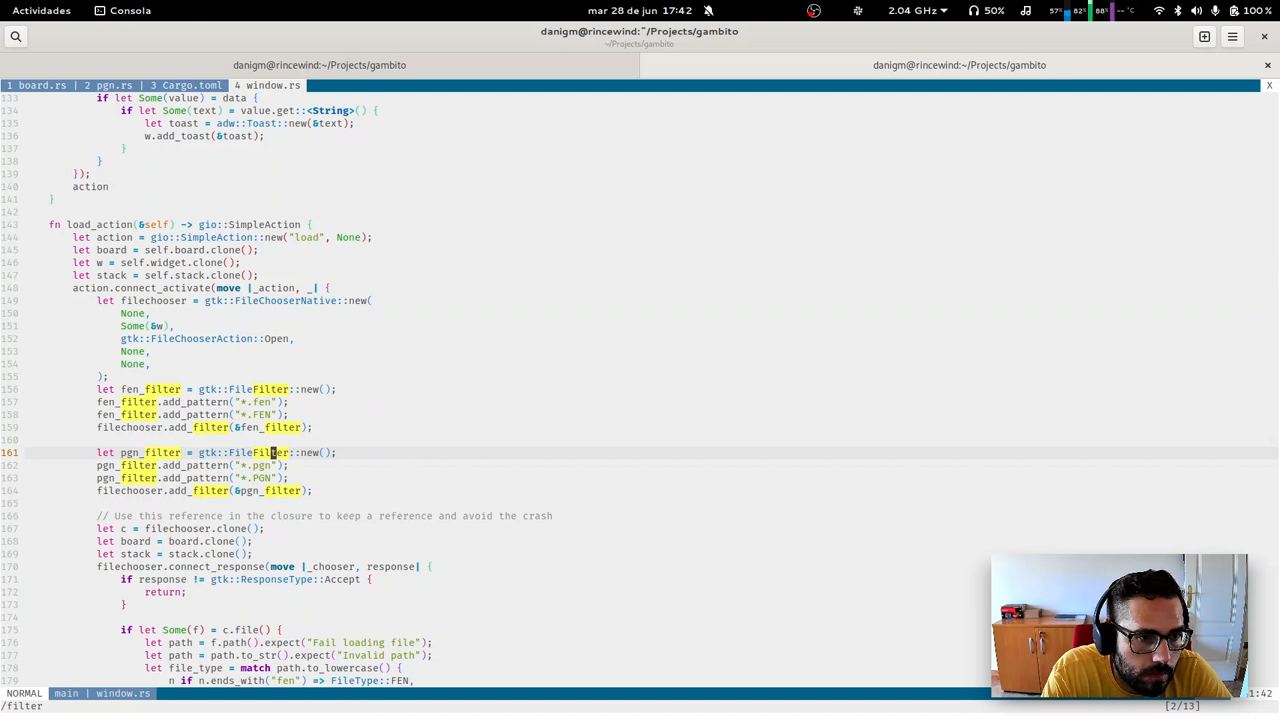 Actividades Consola mar 28 de jun 17:42 2.04 GHz 50% 57% 82% 88% --°C 100 %
danigm@rincewind:~/Projects/gambito
~/Projects/gambito
danigm@rincewind:~/Projects/gambito danigm@rincewind:~/Projects/gambito
1 board.rs | 2 pgn.rs | 3 Cargo.toml 4 window.rs X
133 if let Some(value) = data {
134 if let Some(text) = value.get::<String>() {
135 let toast = adw::Toast::new(&text);
136 w.add_toast(&toast);
137 }
138 }
139 });
140 action
141 }
142
143 fn load_action(&self) -> gio::SimpleAction {
144 let action = gio::SimpleAction::new("load", None);
145 let board = self.board.clone();
146 let w = self.widget.clone();
147 let stack = self.stack.clone();
148 action.connect_activate(move |_action, _| {
149 let filechooser = gtk::FileChooserNative::new(
150 None,
151 Some(&w),
152 gtk::FileChooserAction::Open,
153 None,
154 None,
155 );
156 let fen_filter = gtk::FileFilter::new();
157 fen_filter.add_pattern("*.fen");
158 fen_filter.add_pattern("*.FEN");
159 filechooser.add_filter(&fen_filter);
160
161 let pgn_filter = gtk::FileFilter::new();
162 pgn_filter.add_pattern("*.pgn");
163 pgn_filter.add_pattern("*.PGN");
164 filechooser.add_filter(&pgn_filter);
165
166 // Use this reference in the closure to keep a reference and avoid the crash
167 let c = filechooser.clone();
168 let board = board.clone();
169 let stack = stack.clone();
170 filechooser.connect_response(move |_chooser, response| {
171 if response != gtk::ResponseType::Accept {
172 return;
173 }
174
175 if let Some(f) = c.file() {
176 let path = f.path().expect("Fail loading file");
177 let path = path.to_str().expect("Invalid path");
178 let file_type = match path.to_lowercase() {
179 n if n.ends_with("fen") => FileType::FEN,
NORMAL main | window.rs 1:42
/filter [2/13]